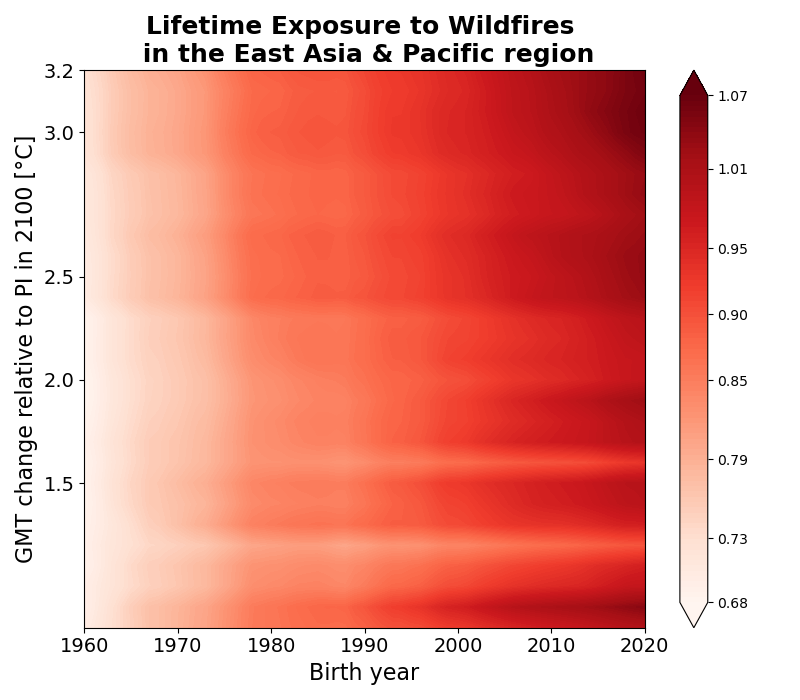 Lifetime Exposure to Wildfires
in the East Asia & Pacific region
GMT change relative to PI in 2100 [°C]
3.2
3.0
2.5
2.0
1.5
1960 1970 1980 1990 2000 2010 2020
Birth year
1.07
1.01
0.95
0.90
0.85
0.79
0.73
0.68